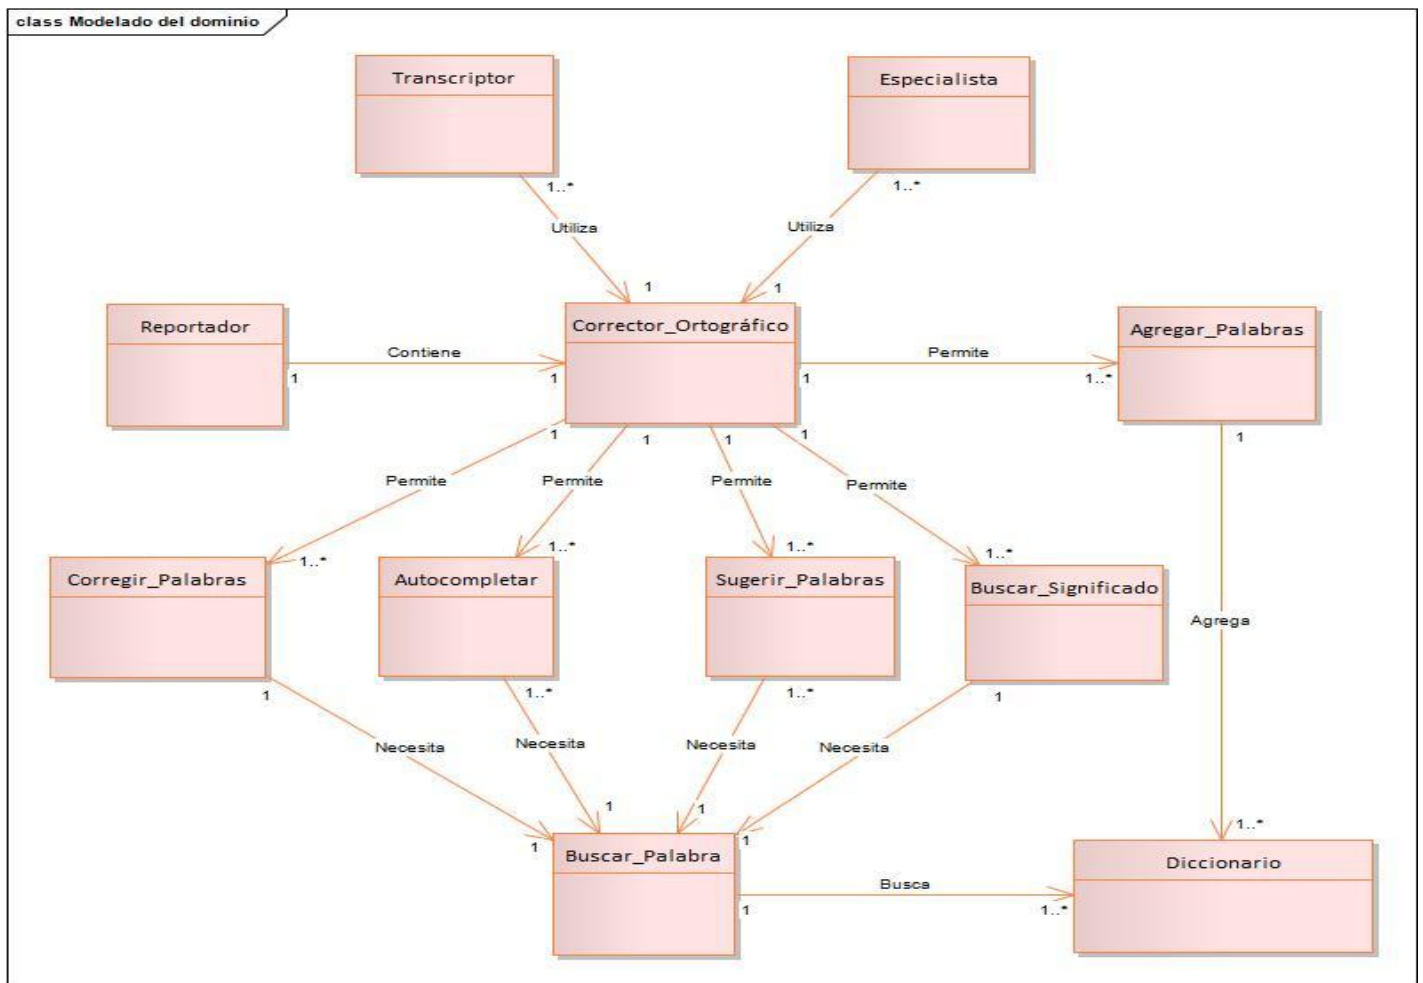 class Modelado del dominio
Transcriptor
Especialista
1..*
1..*
Utiliza
Utiliza
1
1
Reportador
Corrector_Ortográfico
Agregar_Palabras
Contiene
Permite
1
1
1
1..*
1
1
1
1
1
Permite
Permite
Permite
Permite
1..*
1..*
1..*
1..*
Corregir_Palabras
Autocompletar
Sugerir_Palabras
Buscar_Significado
Agrega
1
1..*
1..*
1
Necesita
Necesita
Necesita
Necesita
1
1
1
1
1..*
Buscar_Palabra
Diccionario
Busca
1
1..*